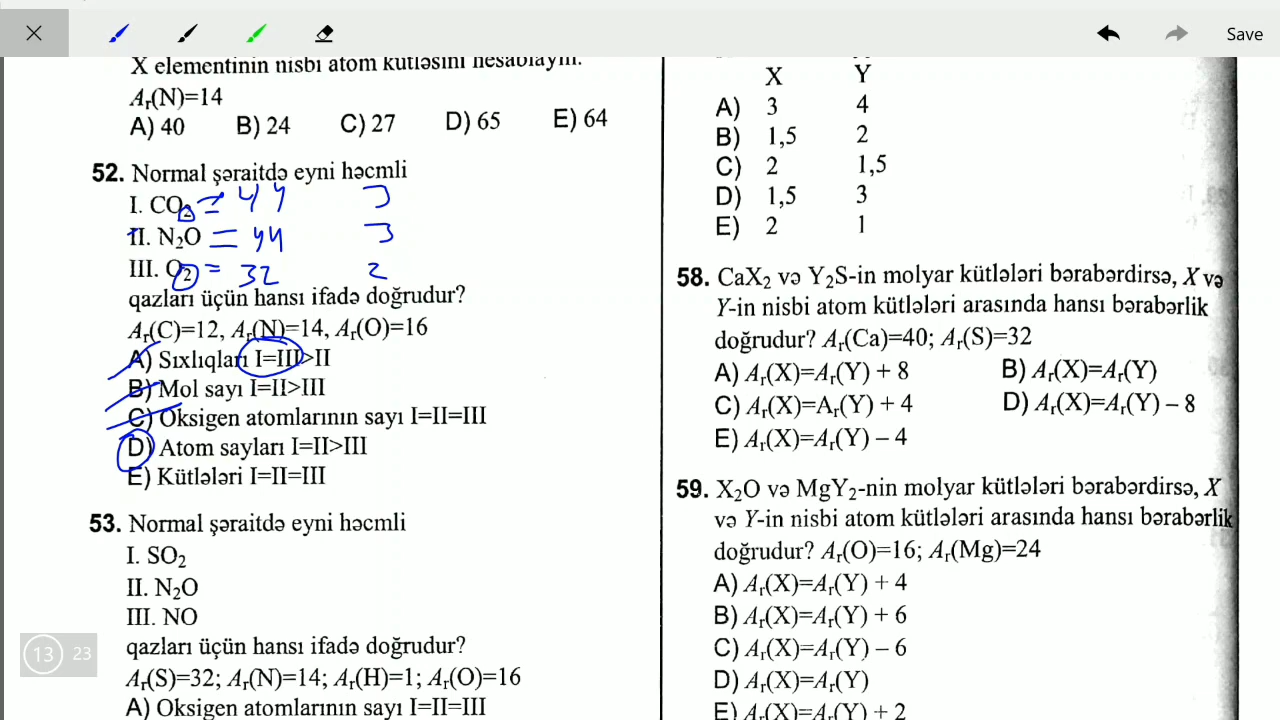 Save
X elementinin nisbi atom kütləsini hesablayın.
Ar(N)=14
A) 40 B) 24 C) 27 D) 65 E) 64
52. Normal şəraitdə eyni həcmli
I. CO2 = 44 3
II. N2O = 44 3
III. O2 = 32 2
qazları üçün hansı ifadə doğrudur?
Ar(C)=12, Ar(N)=14, Ar(O)=16
A) Sıxlıqları I=III>II
B) Mol sayı I=II>III
C) Oksigen atomlarının sayı I=II=III
D) Atom sayları I=II>III
E) Kütlələri I=II=III
53. Normal şəraitdə eyni həcmli
I. SO2
II. N2O
III. NO
qazları üçün hansı ifadə doğrudur?
Ar(S)=32; Ar(N)=14; Ar(H)=1; Ar(O)=16
A) Oksigen atomlarının sayı I=II=III
13 23
X Y
A) 3 4
B) 1,5 2
C) 2 1,5
D) 1,5 3
E) 2 1
58. CaX2 və Y2S-in molyar kütlələri bərabərdirsə, X və
Y-in nisbi atom kütlələri arasında hansı bərabərlik
doğrudur? Ar(Ca)=40; Ar(S)=32
A) Ar(X)=Ar(Y) + 8 B) Ar(X)=Ar(Y)
C) Ar(X)=Ar(Y) + 4 D) Ar(X)=Ar(Y) – 8
E) Ar(X)=Ar(Y) – 4
59. X2O və MgY2-nin molyar kütlələri bərabərdirsə, X
və Y-in nisbi atom kütlələri arasında hansı bərabərlik
doğrudur? Ar(O)=16; Ar(Mg)=24
A) Ar(X)=Ar(Y) + 4
B) Ar(X)=Ar(Y) + 6
C) Ar(X)=Ar(Y) – 6
D) Ar(X)=Ar(Y)
E) Ar(X)=Ar(Y) + 2